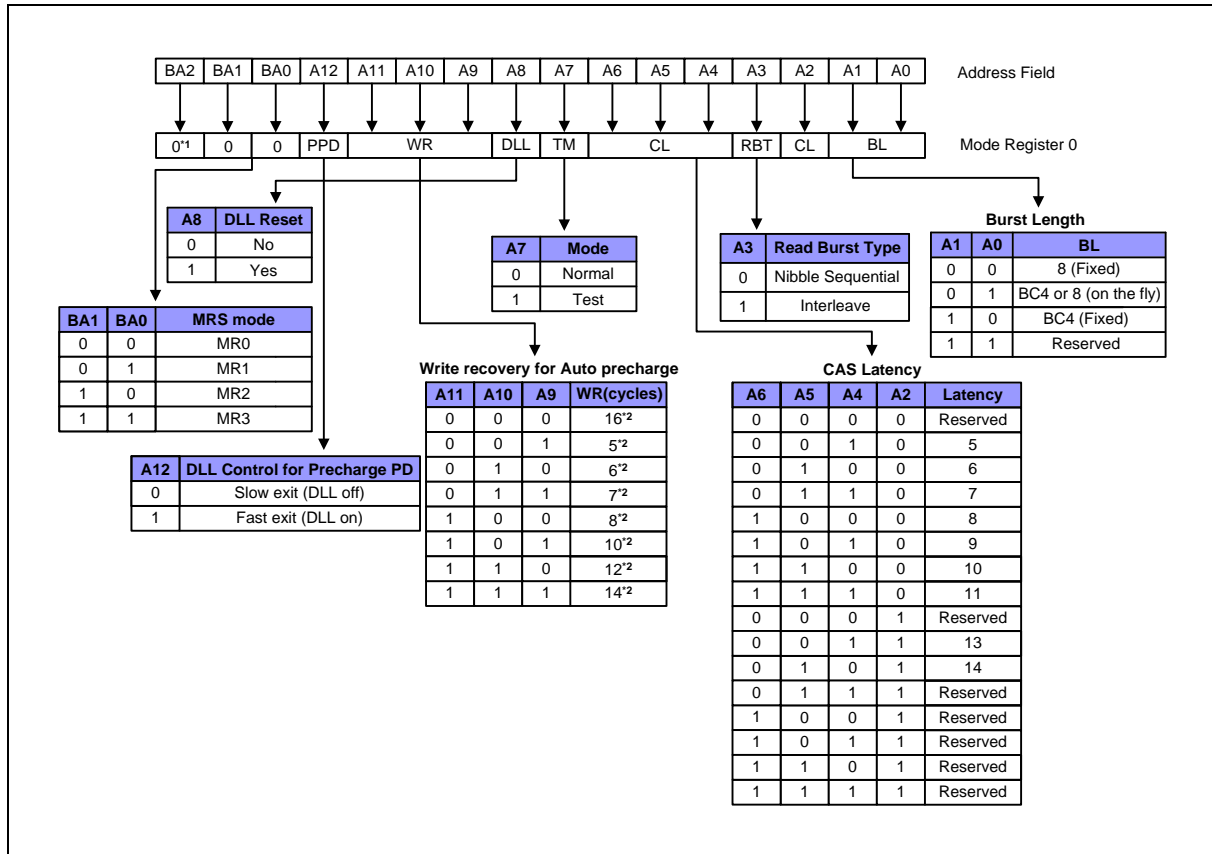 BA2 BA1 BA0 A12 A11 A10 A9 A8 A7 A6 A5 A4 A3 A2 A1 A0 Address Field
0*1 0 0 PPD WR DLL TM CL RBT CL BL Mode Register 0
A8 DLL Reset
0 No
1 Yes
A7 Mode
0 Normal
1 Test
A3 Read Burst Type
0 Nibble Sequential
1 Interleave
Burst Length
A1 A0 BL
0 0 8 (Fixed)
0 1 BC4 or 8 (on the fly)
1 0 BC4 (Fixed)
1 1 Reserved
BA1 BA0 MRS mode
0 0 MR0
0 1 MR1
1 0 MR2
1 1 MR3
A12 DLL Control for Precharge PD
0 Slow exit (DLL off)
1 Fast exit (DLL on)
Write recovery for Auto precharge
A11 A10 A9 WR(cycles)
0 0 0 16*2
0 0 1 5*2
0 1 0 6*2
0 1 1 7*2
1 0 0 8*2
1 0 1 10*2
1 1 0 12*2
1 1 1 14*2
CAS Latency
A6 A5 A4 A2 Latency
0 0 0 0 Reserved
0 0 1 0 5
0 1 0 0 6
0 1 1 0 7
1 0 0 0 8
1 0 1 0 9
1 1 0 0 10
1 1 1 0 11
0 0 0 1 Reserved
0 0 1 1 13
0 1 0 1 14
0 1 1 1 Reserved
1 0 0 1 Reserved
1 0 1 1 Reserved
1 1 0 1 Reserved
1 1 1 1 Reserved